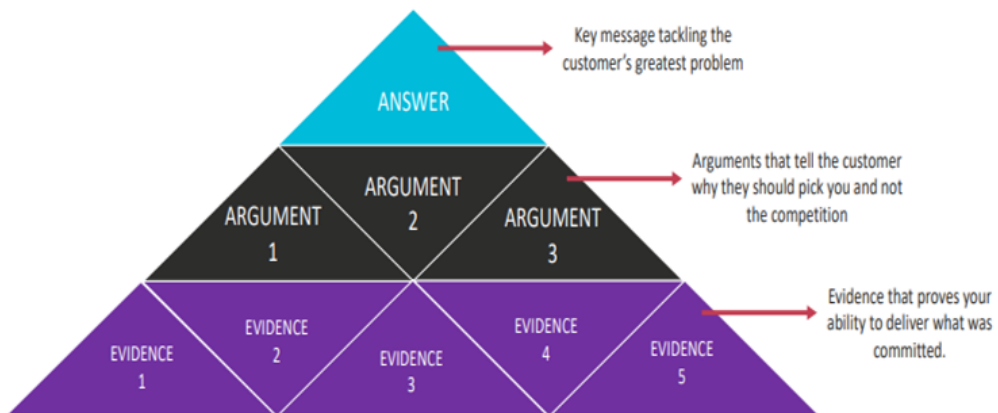 Key message tackling the
customer's greatest problem
ANSWER
Arguments that tell the customer
why they should pick you and not
the competition
ARGUMENT
1
ARGUMENT
2
ARGUMENT
3
Evidence that proves your
ability to deliver what was
committed.
EVIDENCE
1
EVIDENCE
2
EVIDENCE
3
EVIDENCE
4
EVIDENCE
5